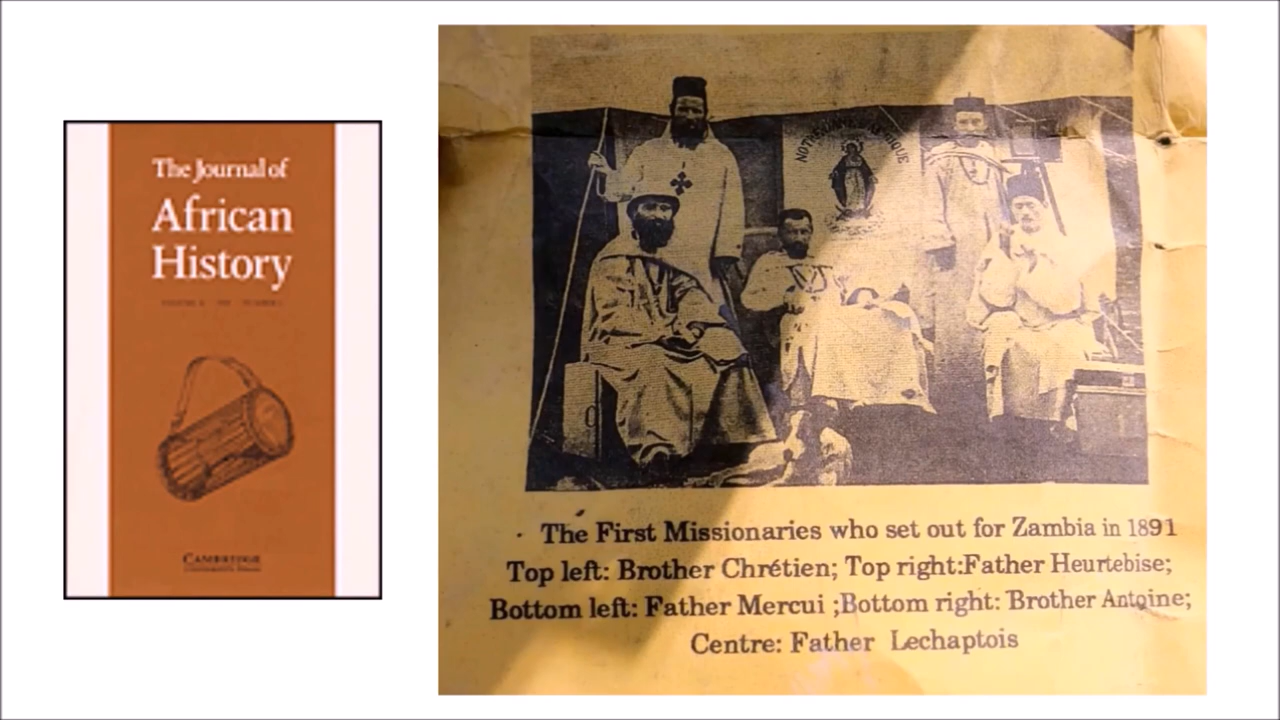 The Journal of
African
History
CAMBRIDGE
UNIVERSITY PRESS
NOTRE DAME D'AFRIQUE
· The First Missionaries who set out for Zambia in 1891
Top left: Brother Chrétien; Top right:Father Heurtebise;
Bottom left: Father Mercui ;Bottom right: Brother Antoine;
Centre: Father Lechaptois